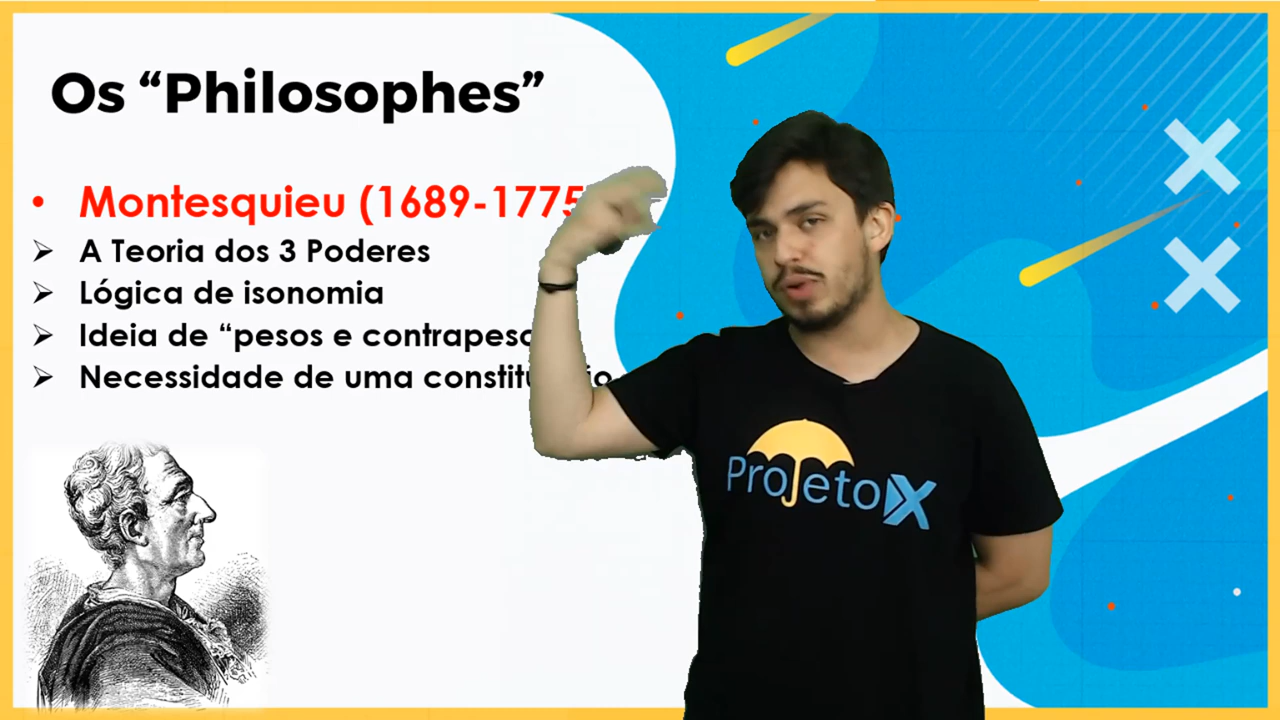 Os “Philosophes”
• Montesquieu (1689-1775
➢ A Teoria dos 3 Poderes
➢ Lógica de isonomia
➢ Ideia de “pesos e
➢ Necessidade de uma
ProjetoX